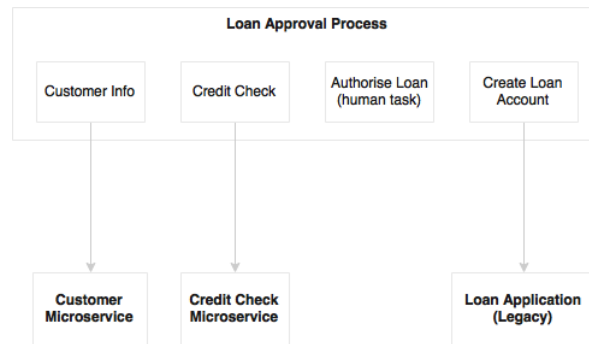 Loan Approval Process
Customer Info
Credit Check
Authorise Loan
(human task)
Create Loan
Account
Customer
Microservice
Credit Check
Microservice
Loan Application
(Legacy)